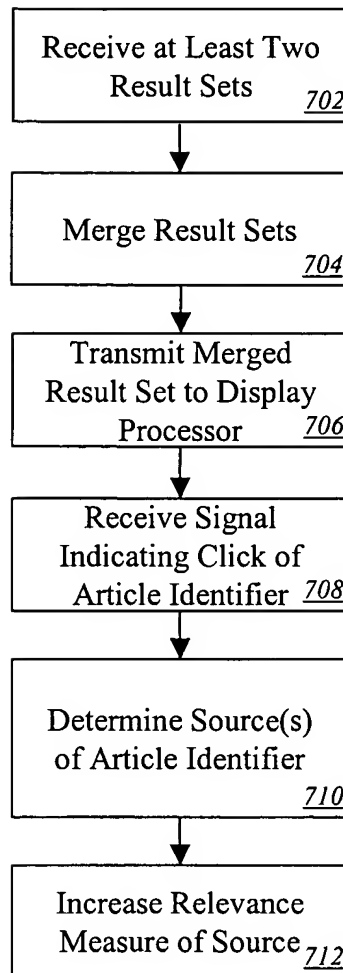 Receive at Least Two
Result Sets
702
Merge Result Sets
704
Transmit Merged
Result Set to Display
Processor 706
Receive Signal
Indicating Click of
Article Identifier 708
Determine Source(s)
of Article Identifier
710
Increase Relevance
Measure of Source 712